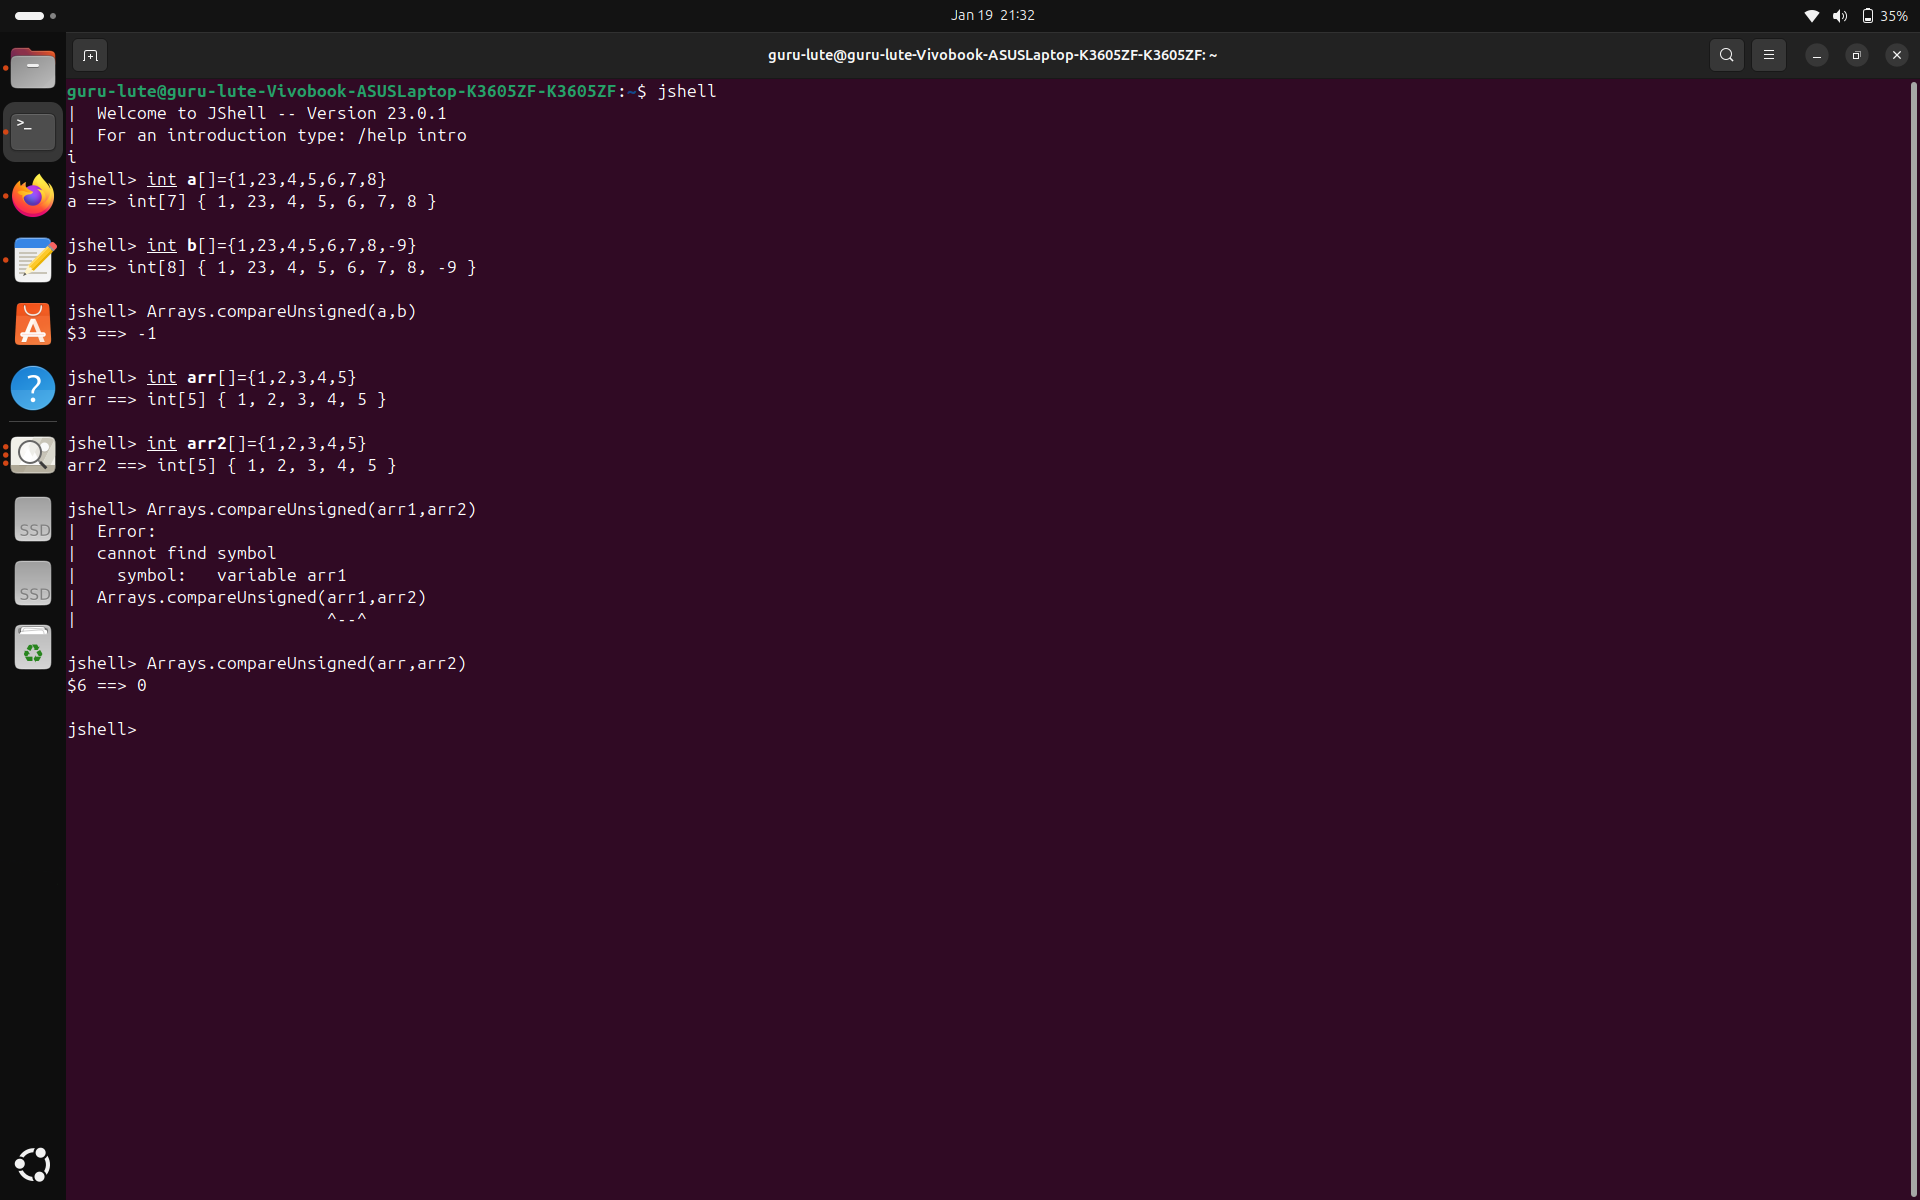 Jan 19 21:32
35%
guru-lute@guru-lute-Vivobook-ASUSLaptop-K3605ZF-K3605ZF: ~
guru-lute@guru-lute-Vivobook-ASUSLaptop-K3605ZF-K3605ZF:~$ jshell
|  Welcome to JShell -- Version 23.0.1
|  For an introduction type: /help intro
i
jshell> int a[]={1,23,4,5,6,7,8}
a ==> int[7] { 1, 23, 4, 5, 6, 7, 8 }
jshell> int b[]={1,23,4,5,6,7,8,-9}
b ==> int[8] { 1, 23, 4, 5, 6, 7, 8, -9 }
jshell> Arrays.compareUnsigned(a,b)
$3 ==> -1
jshell> int arr[]={1,2,3,4,5}
arr ==> int[5] { 1, 2, 3, 4, 5 }
jshell> int arr2[]={1,2,3,4,5}
arr2 ==> int[5] { 1, 2, 3, 4, 5 }
jshell> Arrays.compareUnsigned(arr1,arr2)
|  Error:
|  cannot find symbol
|    symbol:   variable arr1
|  Arrays.compareUnsigned(arr1,arr2)
|                         ^--^
jshell> Arrays.compareUnsigned(arr,arr2)
$6 ==> 0
jshell>
>_
A
?
SSD
SSD